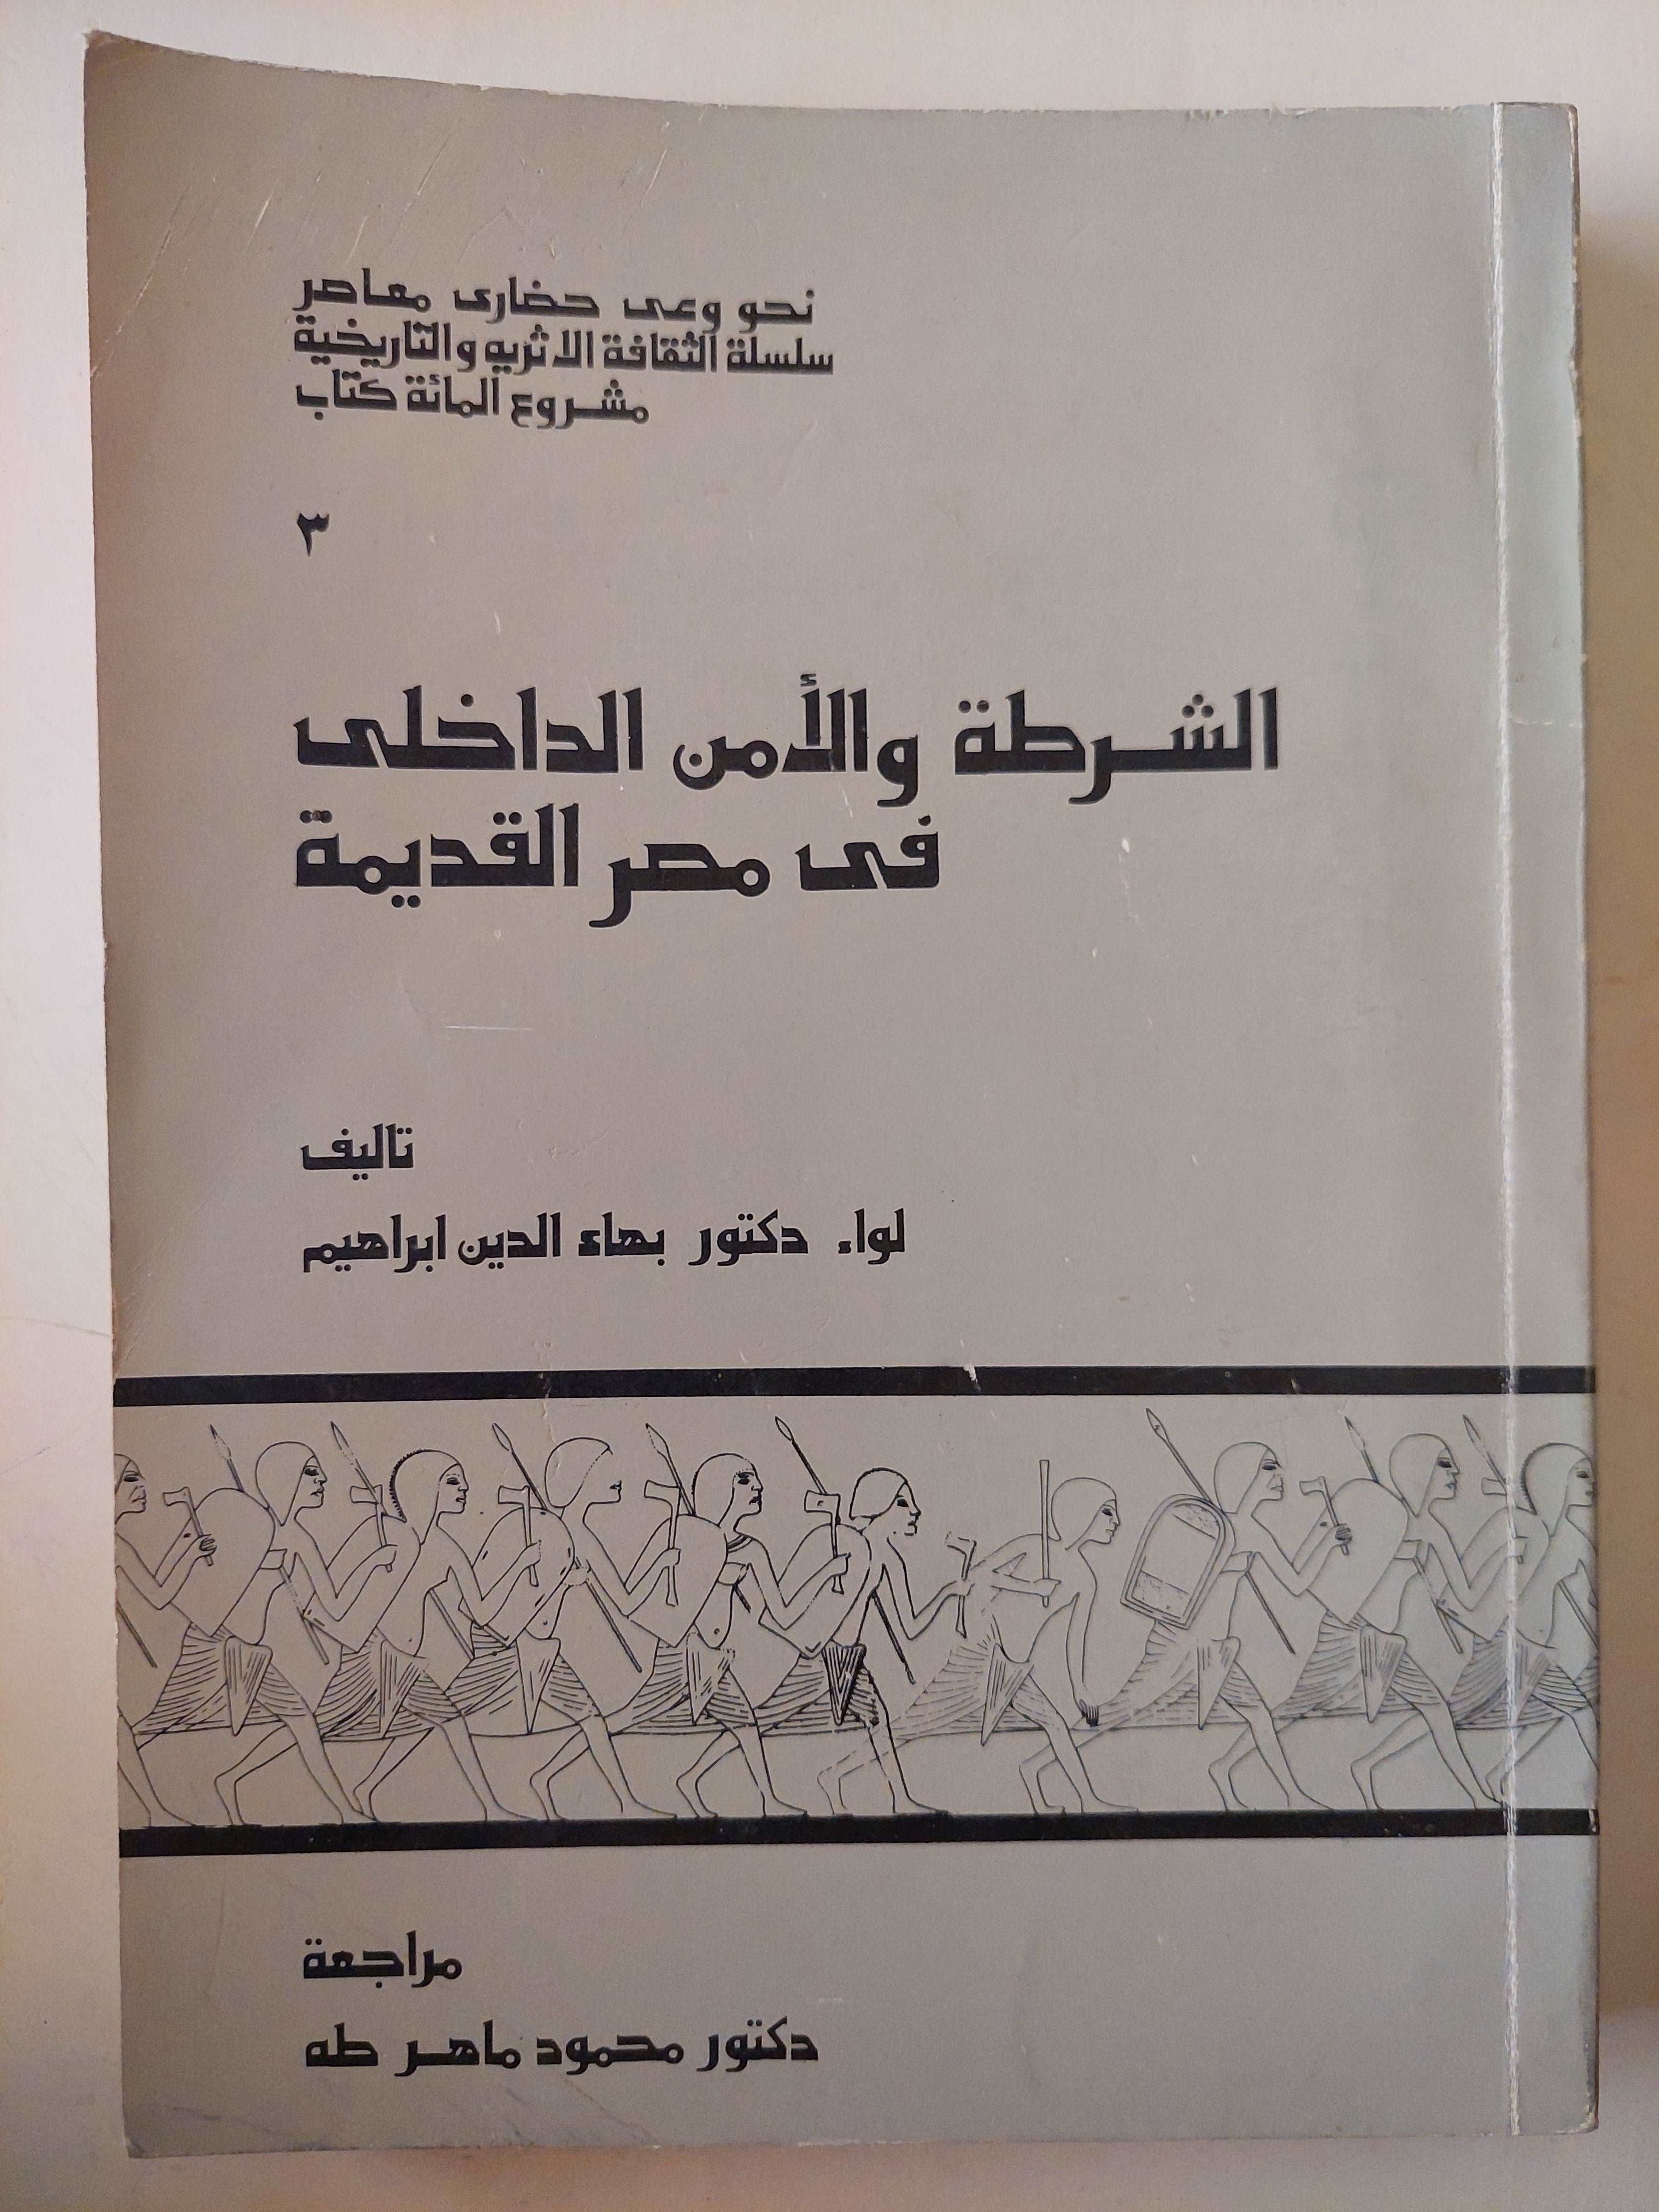 نحو وعى حضارى معاصر
سلسلة الثقافة الاثريه والتاريخية
مشروع المائة كتاب
٣
الشرطة والأمن الداخلى
فى مصر القديمة
تاليف
لواء دكتور بهاء الدين ابراهيم
مراجعة
دكتور محمود ماهر طه